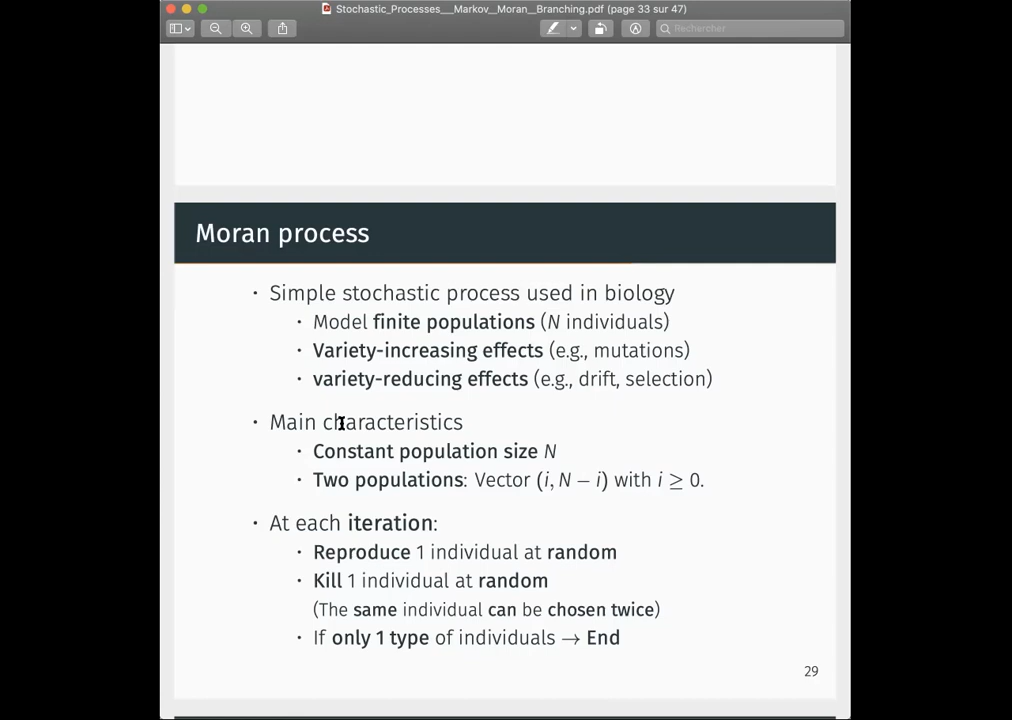 Stochastic_Processes__Markov_Moran__Branching.pdf (page 33 sur 47)
Rechercher
Moran process
• Simple stochastic process used in biology
• Model finite populations (N individuals)
• Variety-increasing effects (e.g., mutations)
• variety-reducing effects (e.g., drift, selection)
• Main characteristics
• Constant population size N
• Two populations: Vector (i, N − i) with i ≥ 0.
• At each iteration:
• Reproduce 1 individual at random
• Kill 1 individual at random
(The same individual can be chosen twice)
• If only 1 type of individuals → End
29